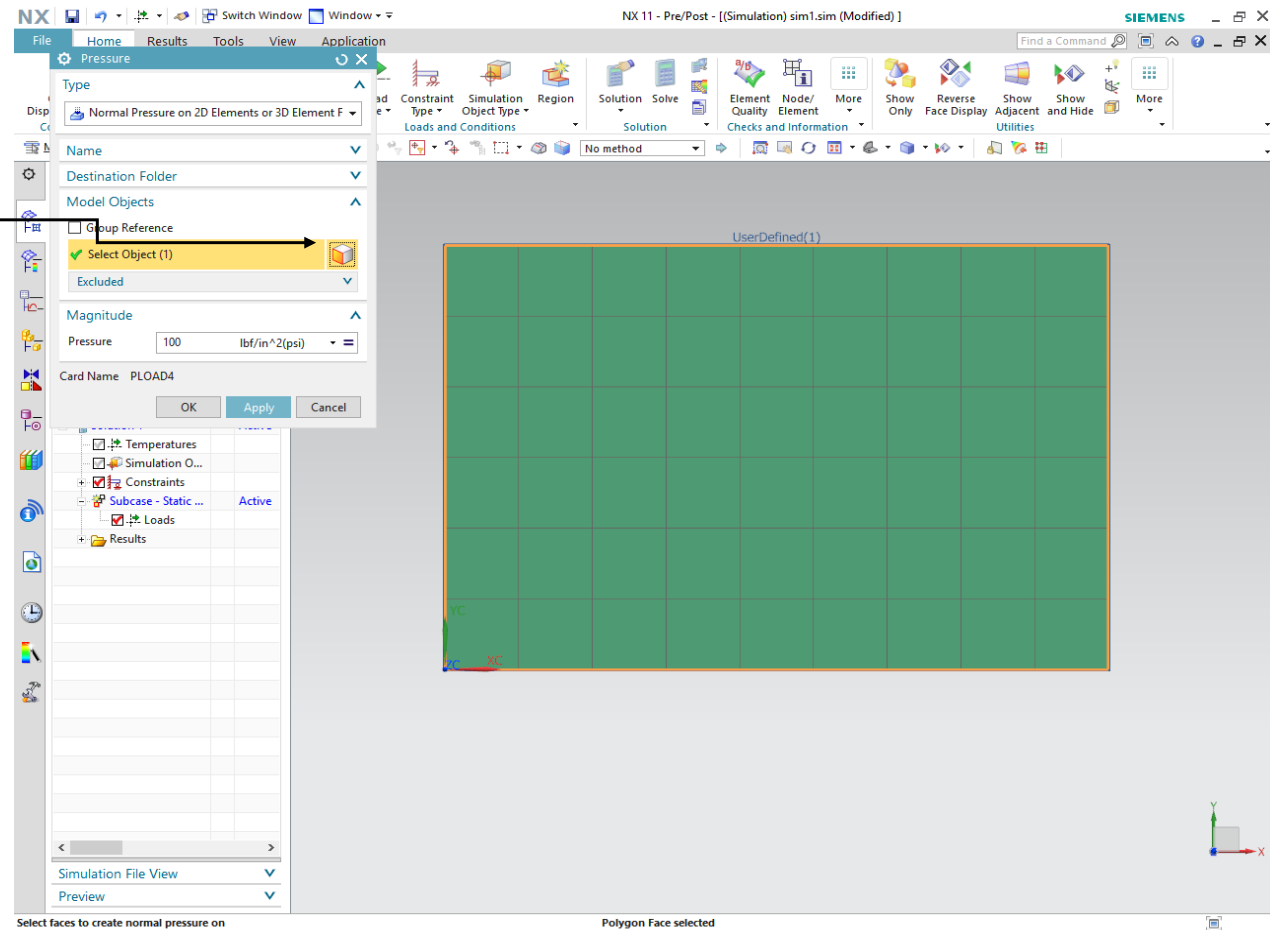 NX
Switch Window
Window
NX 11 - Pre/Post - [(Simulation) sim1.sim (Modified) ]
SIEMENS
File
Home
Results
Tools
View
Application
Find a Command
Pressure
Type
Normal Pressure on 2D Elements or 3D Element F
Name
Destination Folder
Model Objects
Group Reference
Select Object (1)
Excluded
Magnitude
Pressure
100
lbf/in^2(psi)
=
Card Name PLOAD4
OK
Apply
Cancel
Disp
Constraint
Type
Simulation
Object Type
Region
Loads and Conditions
Solution
Solve
Solution
Element
Quality
Node/
Element
More
Checks and Information
Show
Only
Reverse
Face Display
Show
Adjacent
Show
and Hide
More
Utilities
No method
Temperatures
Simulation O...
Constraints
Subcase - Static ...
Active
Loads
Results
Simulation File View
Preview
UserDefined(1)
YC
ZC
XC
Y
X
Select faces to create normal pressure on
Polygon Face selected